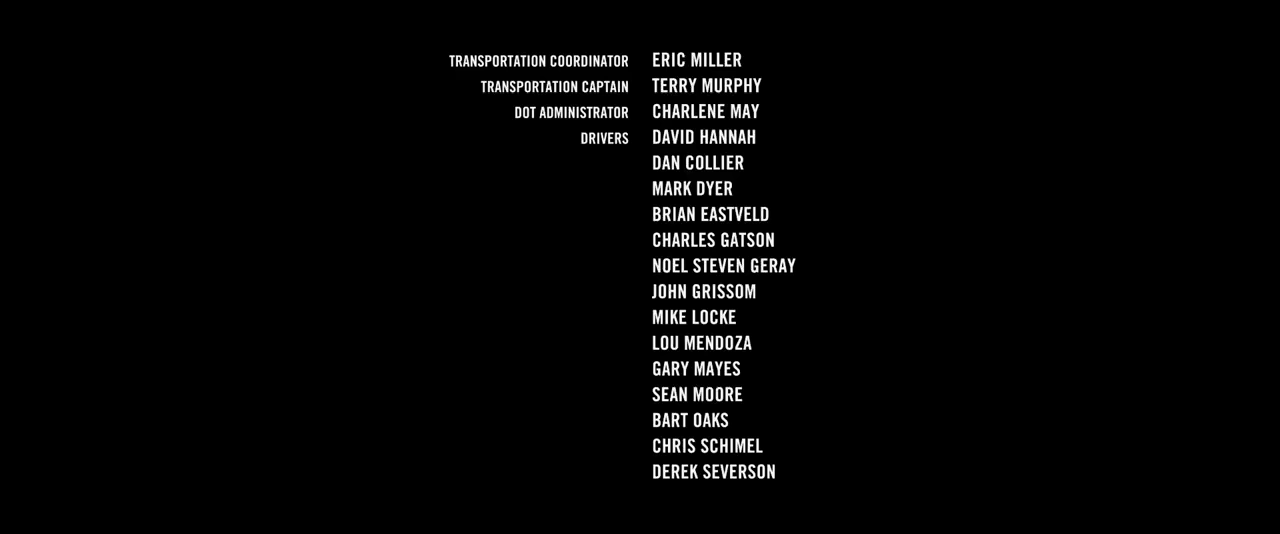 TRANSPORTATION COORDINATOR ERIC MILLER
TRANSPORTATION CAPTAIN TERRY MURPHY
DOT ADMINISTRATOR CHARLENE MAY
DRIVERS DAVID HANNAH
DAN COLLIER
MARK DYER
BRIAN EASTVELD
CHARLES GATSON
NOEL STEVEN GERAY
JOHN GRISSOM
MIKE LOCKE
LOU MENDOZA
GARY MAYES
SEAN MOORE
BART OAKS
CHRIS SCHIMEL
DEREK SEVERSON